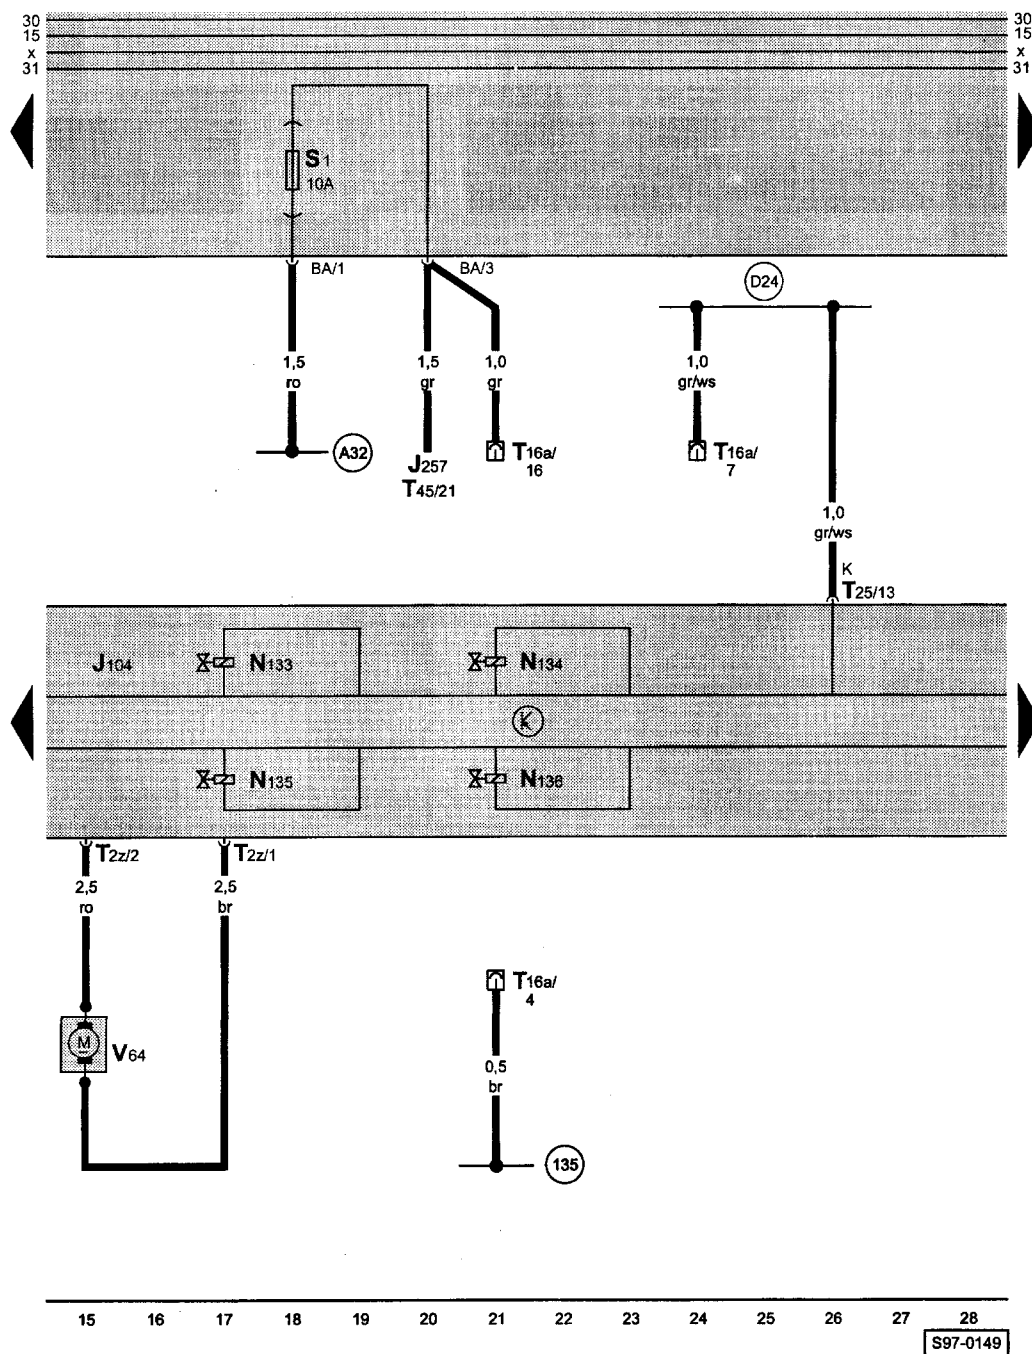 30 30
15 15
x x
31 31
S1
10A
BA/1 BA/3
D24
1,5 1,5 1,0 1,0
ro gr gr gr/ws
A32 T16a/ T16a/
J257 16 7
T45/21
1,0
gr/ws
K
T25/13
J104 N133 N134
K
N135 N136
T2z/2 T2z/1
2,5 2,5
ro br
T16a/
4
M V64
0,5
br
135
15 16 17 18 19 20 21 22 23 24 25 26 27 28
S97-0149